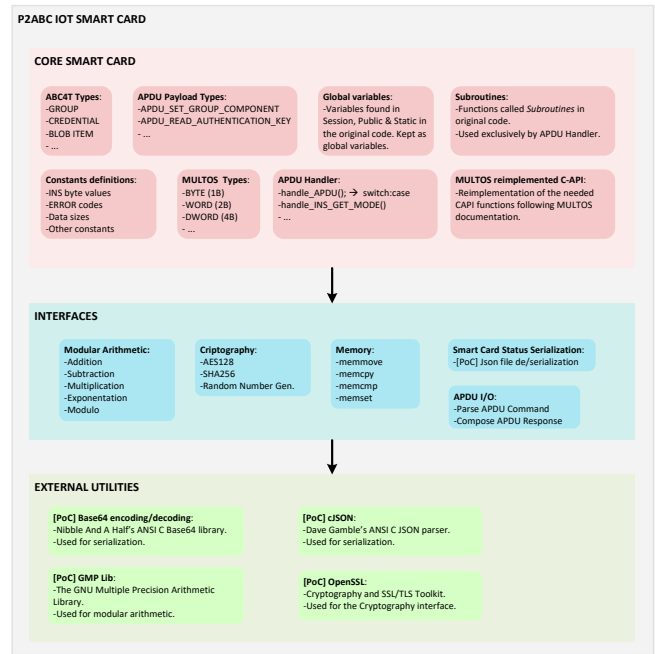 P2ABC IOT SMART CARD
CORE SMART CARD
ABC4T Types:
-GROUP
-CREDENTIAL
-BLOB ITEM
- ...
APDU Payload Types:
-APDU_SET_GROUP_COMPONENT
-APDU_READ_AUTHENTICATION_KEY
- ...
Global variables:
-Variables found in
Session, Public & Static in
the original code. Kept as
global variables.
Subroutines:
-Functions called Subroutines in
original code.
-Used exclusively by APDU Handler.
Constants definitions:
-INS byte values
-ERROR codes
-Data sizes
-Other constants
MULTOS Types:
-BYTE (1B)
-WORD (2B)
-DWORD (4B)
- ...
APDU Handler:
-handle_APDU(); → switch:case
-handle_INS_GET_MODE()
- ...
MULTOS reimplemented C-API:
-Reimplementation of the needed
CAPI functions following MULTOS
documentation.
INTERFACES
Modular Arithmetic:
-Addition
-Subtraction
-Multiplication
-Exponentation
-Modulo
Criptography:
-AES128
-SHA256
-Random Number Gen.
Memory:
-memmove
-memcpy
-memcmp
-memset
Smart Card Status Serialization:
-[PoC] Json file de/serialization
APDU I/O:
-Parse APDU Command
-Compose APDU Response
EXTERNAL UTILITIES
[PoC] Base64 encoding/decoding:
-Nibble And A Half's ANSI C Base64 library.
-Used for serialization.
[PoC] cJSON:
-Dave Gamble's ANSI C JSON parser.
-Used for serialization.
[PoC] GMP Lib:
-The GNU Multiple Precision Arithmetic
Library.
-Used for modular arithmetic.
[PoC] OpenSSL:
-Cryptography and SSL/TLS Toolkit.
-Used for the Cryptography interface.